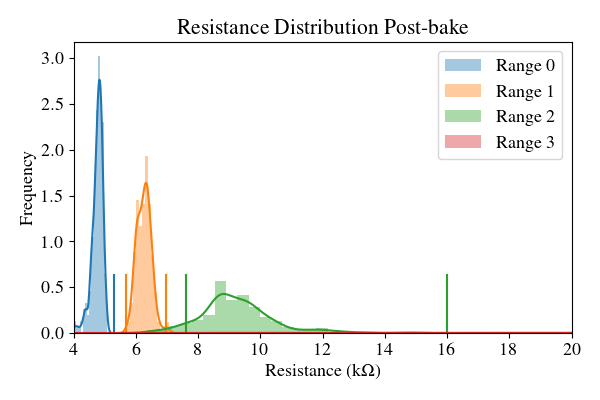 Resistance Distribution Post-bake
Range 0
Range 1
Range 2
Range 3
Frequency
3.0
2.5
2.0
1.5
1.0
0.5
0.0
4 6 8 10 12 14 16 18 20
Resistance (kΩ)